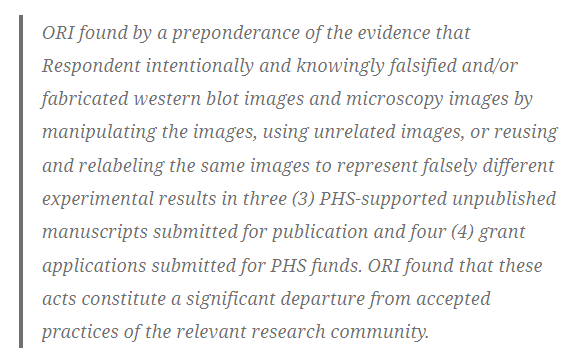 ORI found by a preponderance of the evidence that
Respondent intentionally and knowingly falsified and/or
fabricated western blot images and microscopy images by
manipulating the images, using unrelated images, or reusing
and relabeling the same images to represent falsely different
experimental results in three (3) PHS-supported unpublished
manuscripts submitted for publication and four (4) grant
applications submitted for PHS funds. ORI found that these
acts constitute a significant departure from accepted
practices of the relevant research community.